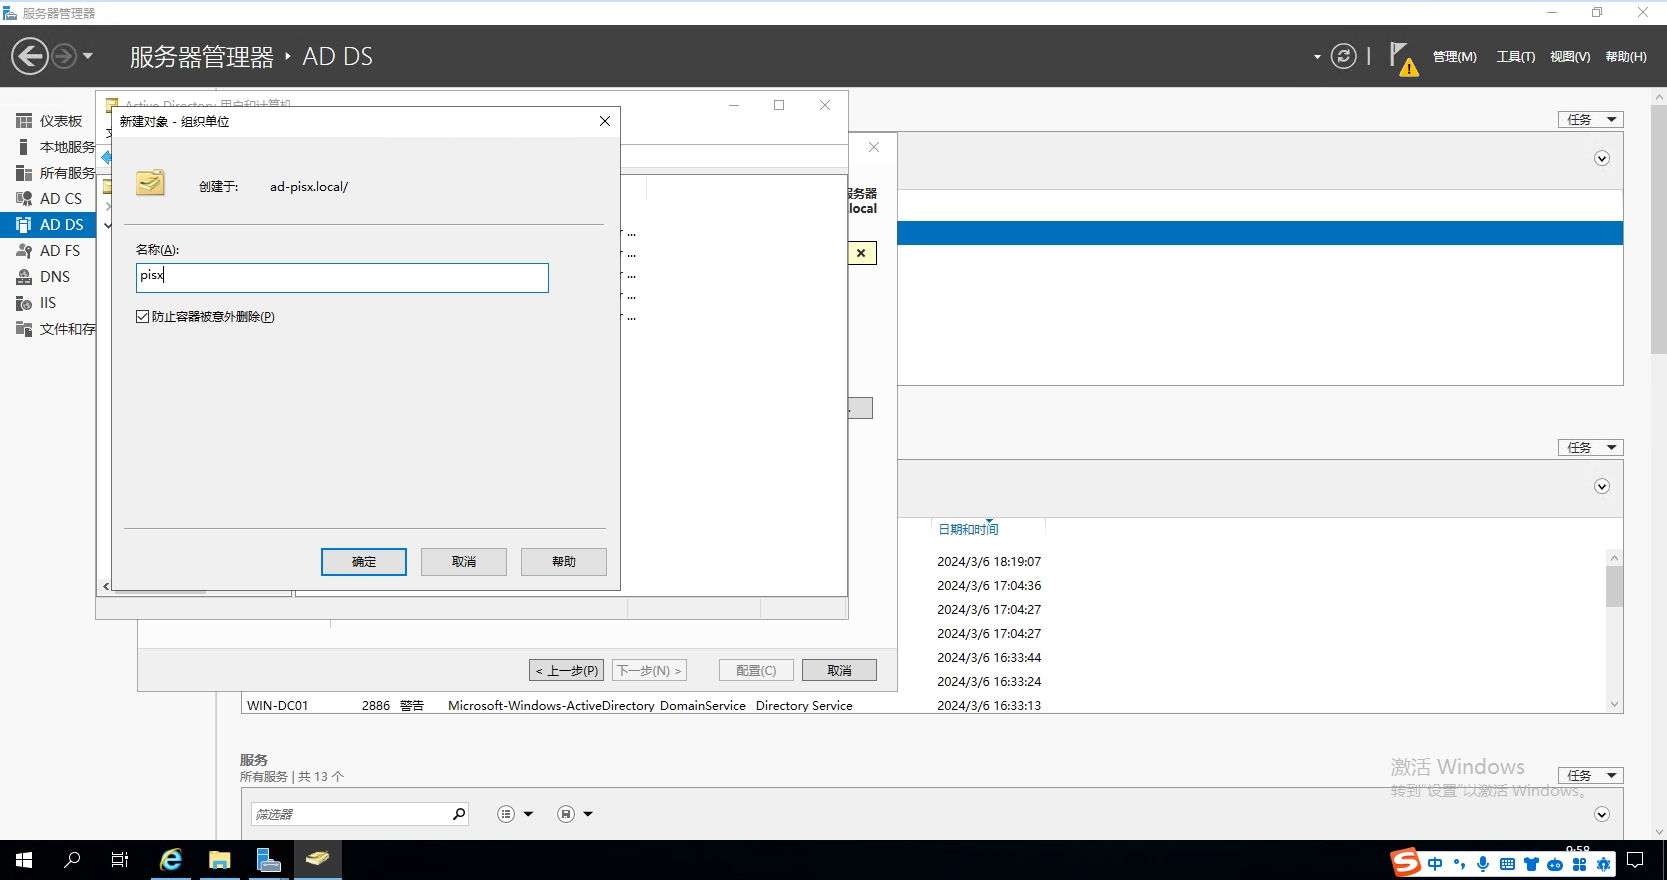 服务器管理器
服务器管理器 · AD DS
管理(M) 工具(T) 视图(V) 帮助(H)
仪表板
本地服务
所有服务
AD CS
AD DS
AD FS
DNS
IIS
文件和存
Active Directory 用户和计算机
新建对象 - 组织单位
创建于: ad-pisx.local/
名称(A):
pisx
防止容器被意外删除(P)
确定 取消 帮助
服务器
local
任务
任务
日期和时间
2024/3/6 18:19:07
2024/3/6 17:04:36
2024/3/6 17:04:27
2024/3/6 17:04:27
2024/3/6 16:33:44
2024/3/6 16:33:24
< 上一步(P) 下一步(N) > 配置(C) 取消
WIN-DC01 2886 警告 Microsoft-Windows-ActiveDirectory_DomainService Directory Service 2024/3/6 16:33:13
服务
所有服务 | 共 13 个
任务
筛选器
激活 Windows
转到"设置"以激活 Windows。
9:58
中